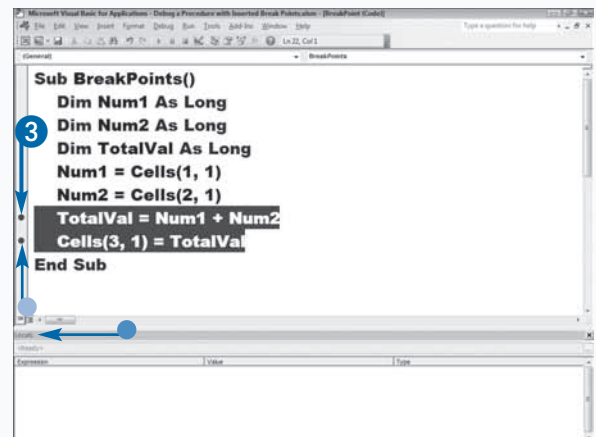 Microsoft Visual Basic for Applications - Debug a Procedure with Inserted Break Points.xlsm - [BreakPoint (Code)]
File Edit View Insert Format Debug Run Tools Add-Ins Window Help Type a question for help
Ln 22, Col 1
(General) BreakPoints
Sub BreakPoints()
Dim Num1 As Long
Dim Num2 As Long
Dim TotalVal As Long
3
Num1 = Cells(1, 1)
Num2 = Cells(2, 1)
TotalVal = Num1 + Num2
Cells(3, 1) = TotalVal
End Sub
Locals
<Ready>
Expression Value Type